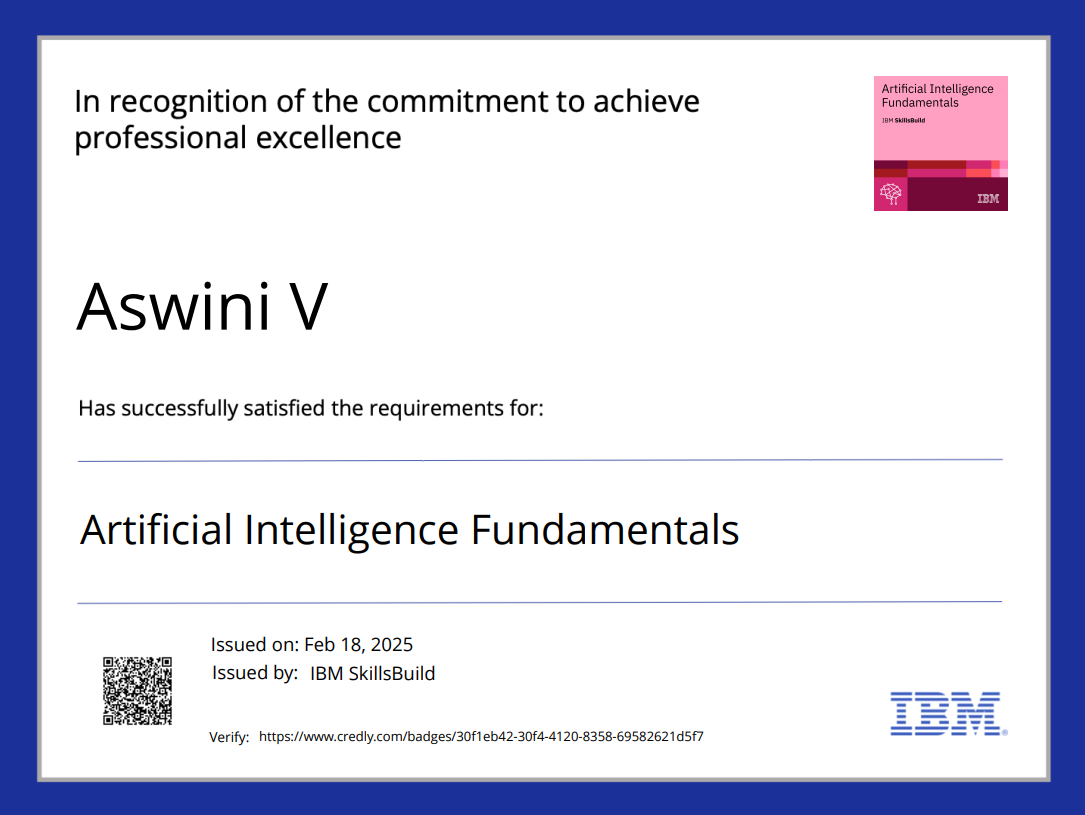 In recognition of the commitment to achieve
professional excellence
Artificial Intelligence
Fundamentals
IBM SkillsBuild
IBM
Aswini V
Has successfully satisfied the requirements for:
Artificial Intelligence Fundamentals
Issued on: Feb 18, 2025
Issued by: IBM SkillsBuild
IBM®
Verify: https://www.credly.com/badges/30f1eb42-30f4-4120-8358-69582621d5f7